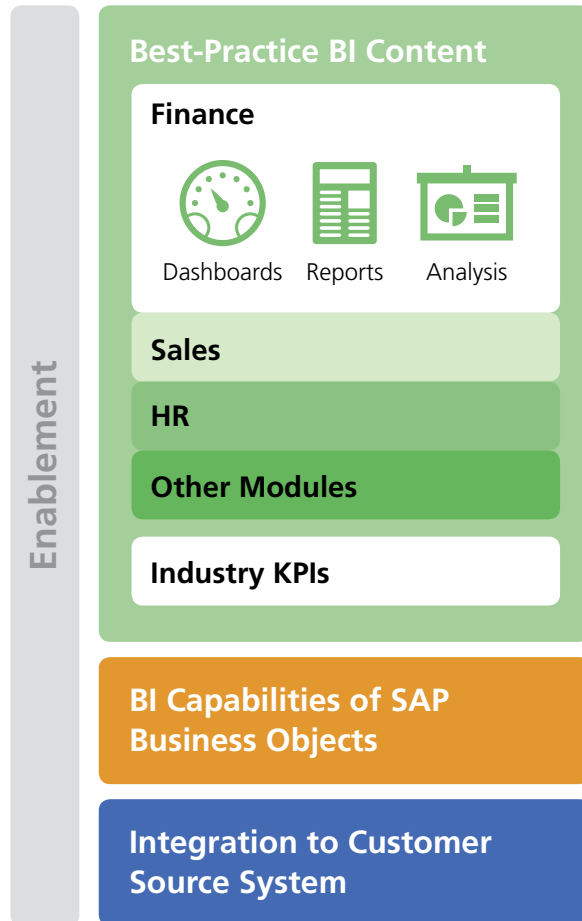 Enablement
Best-Practice BI Content
Finance
Dashboards Reports Analysis
Sales
HR
Other Modules
Industry KPIs
BI Capabilities of SAP
Business Objects
Integration to Customer
Source System